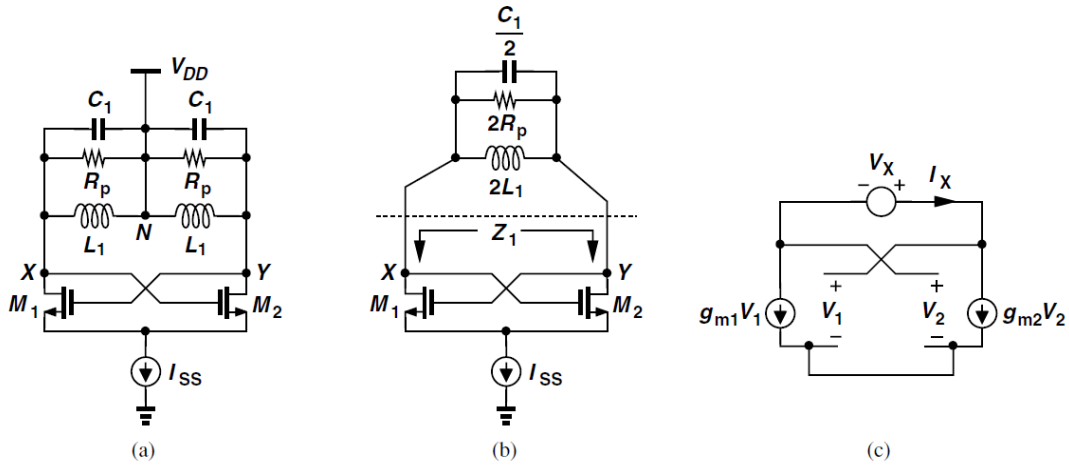 V_DD
C_1 C_1
R_p R_p
L_1 N L_1
X Y
M_1 M_2
I_SS
(a)
C_1
2
2R_p
2L_1
Z_1
X Y
M_1 M_2
I_SS
(b)
− V_X + I_X
+ +
g_m1V_1 V_1 V_2 g_m2V_2
− −
(c)